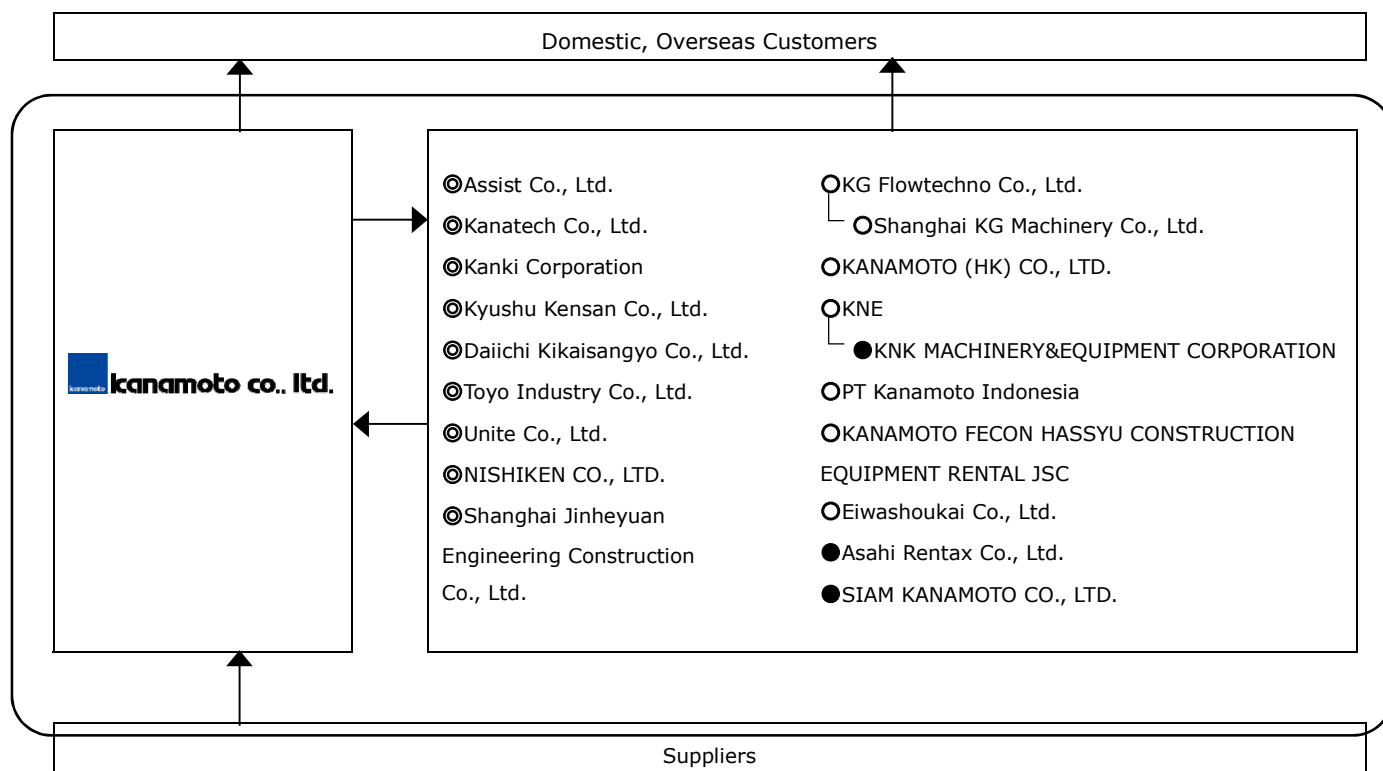 Domestic, Overseas Customers
kanamoto
kanamoto co., ltd.
◎Assist Co., Ltd.
◎Kanatech Co., Ltd.
◎Kanki Corporation
◎Kyushu Kensan Co., Ltd.
◎Daiichi Kikaisangyo Co., Ltd.
◎Toyo Industry Co., Ltd.
◎Unite Co., Ltd.
◎NISHIKEN CO., LTD.
◎Shanghai Jinheyuan
Engineering Construction
Co., Ltd.
○KG Flowtechno Co., Ltd.
○Shanghai KG Machinery Co., Ltd.
○KANAMOTO (HK) CO., LTD.
○KNE
●KNK MACHINERY&EQUIPMENT CORPORATION
○PT Kanamoto Indonesia
○KANAMOTO FECON HASSYU CONSTRUCTION
EQUIPMENT RENTAL JSC
○Eiwashoukai Co., Ltd.
●Asahi Rentax Co., Ltd.
●SIAM KANAMOTO CO., LTD.
Suppliers